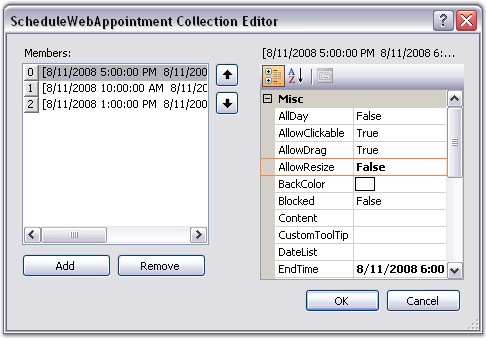 ScheduleWebAppointment Collection Editor
Members:
[8/11/2008 5:00:00 PM 8/11/2008 6:...
0 [8/11/2008 5:00:00 PM 8/11/200
1 [8/11/2008 10:00:00 AM 8/11/20
2 [8/11/2008 1:00:00 PM 8/11/200
Add
Remove
Misc
AllDay False
AllowClickable True
AllowDrag True
AllowResize False
BackColor
Blocked False
Content
CustomToolTip
DateList
EndTime 8/11/2008 6:00
OK
Cancel